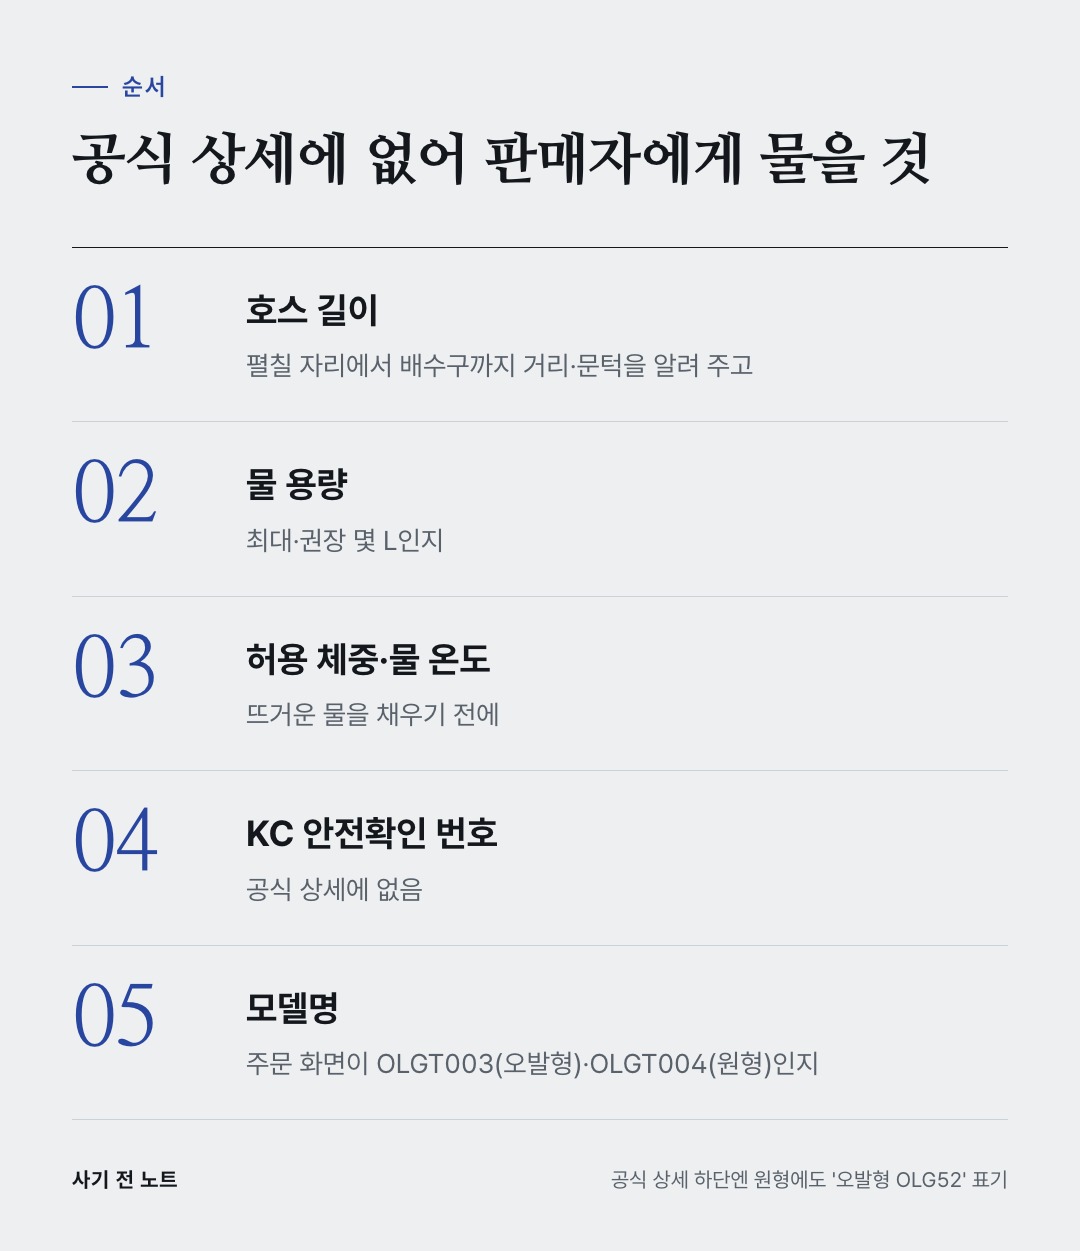 순서
공식 상세에 없어 판매자에게 물을 것
01
호스 길이
펼칠 자리에서 배수구까지 거리·문턱을 알려 주고
02
물 용량
최대·권장 몇 L인지
03
허용 체중·물 온도
뜨거운 물을 채우기 전에
04
KC 안전확인 번호
공식 상세에 없음
05
모델명
주문 화면이 OLGT003(오발형)·OLGT004(원형)인지
사기 전 노트
공식 상세 하단엔 원형에도 '오발형 OLG52' 표기